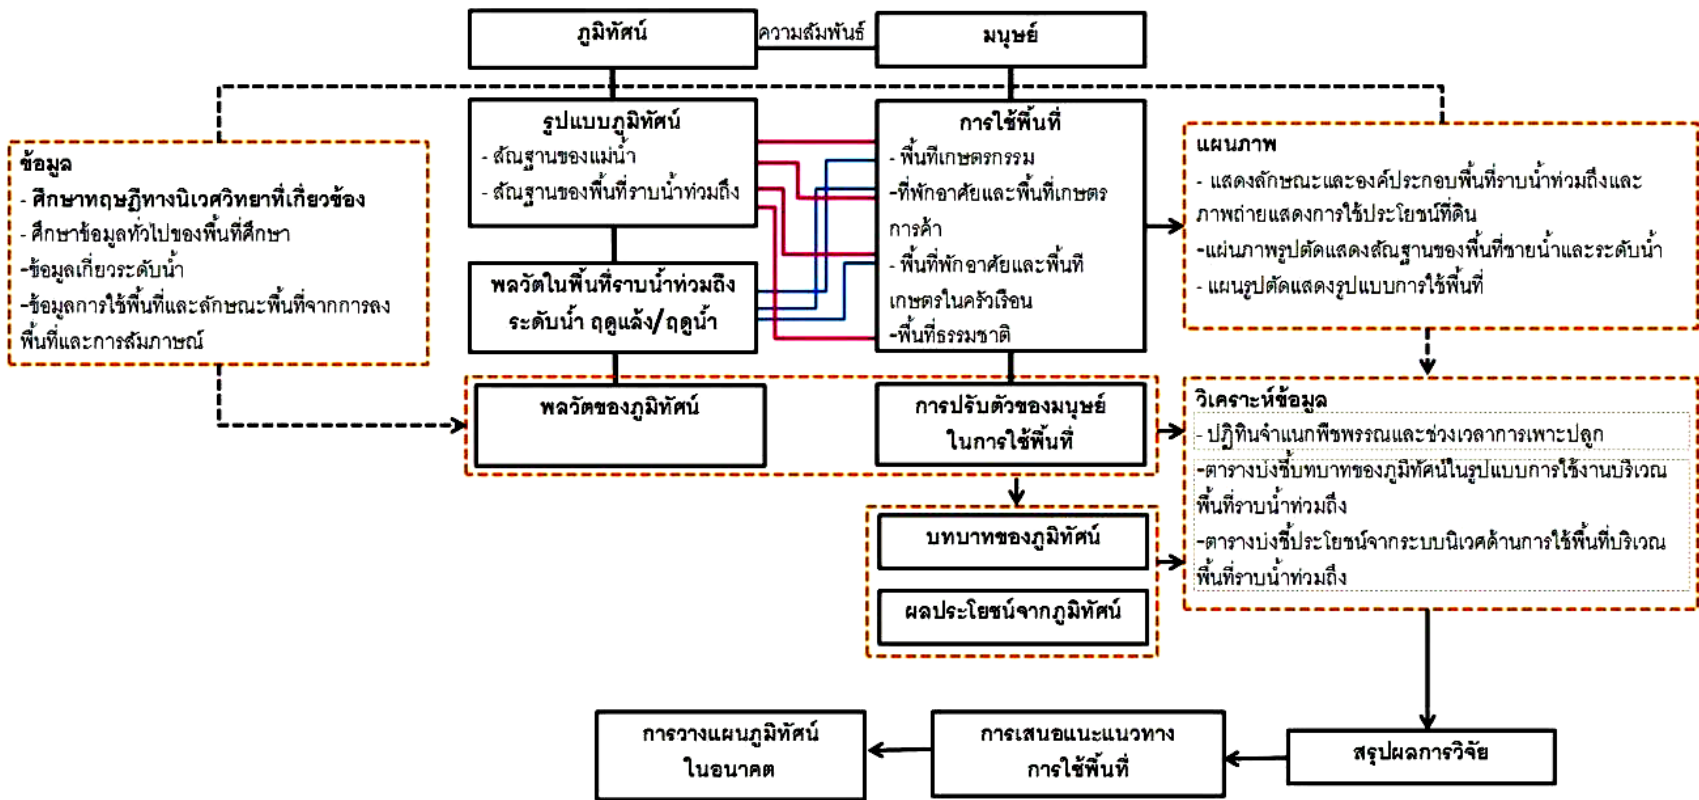 ภูมิทัศน์
ความสัมพันธ์
มนุษย์
รูปแบบภูมิทัศน์
- สัณฐานของแม่น้ำ
- สัณฐานของพื้นที่ราบน้ำท่วมถึง
การใช้พื้นที่
- พื้นที่เกษตรกรรม
-ที่พักอาศัยและพื้นที่เกษตร
การค้า
- พื้นที่พักอาศัยและพื้นที่
เกษตรในครัวเรือน
-พื้นที่ธรรมชาติ
ข้อมูล
- ศึกษาทฤษฎีทางนิเวศวิทยาที่เกี่ยวข้อง
- ศึกษาข้อมูลทั่วไปของพื้นที่ศึกษา
-ข้อมูลเกี่ยวระดับน้ำ
-ข้อมูลการใช้พื้นที่และลักษณะพื้นที่จากการลง
พื้นที่และการสัมภาษณ์
แผนภาพ
- แสดงลักษณะและองค์ประกอบพื้นที่ราบน้ำท่วมถึงและ
ภาพถ่ายแสดงการใช้ประโยชน์ที่ดิน
-แผ่นภาพรูปตัดแสดงสัณฐานของพื้นที่ชายน้ำและระดับน้ำ
- แผนรูปตัดแสดงรูปแบบการใช้พื้นที่
พลวัตในพื้นที่ราบน้ำท่วมถึง
ระดับน้ำ ฤดูแล้ง/ฤดูน้ำ
พลวัตของภูมิทัศน์
การปรับตัวของมนุษย์
ในการใช้พื้นที่
วิเคราะห์ข้อมูล
- ปฏิทินจำแนกพืชพรรณและช่วงเวลาการเพาะปลูก
-ตารางบ่งชี้บทบาทของภูมิทัศน์ในรูปแบบการใช้งานบริเวณ
พื้นที่ราบน้ำท่วมถึง
-ตารางบ่งชี้ประโยชน์จากระบบนิเวศด้านการใช้พื้นที่บริเวณ
พื้นที่ราบน้ำท่วมถึง
บทบาทของภูมิทัศน์
ผลประโยชน์จากภูมิทัศน์
การวางแผนภูมิทัศน์
ในอนาคต
การเสนอแนะแนวทาง
การใช้พื้นที่
สรุปผลการวิจัย